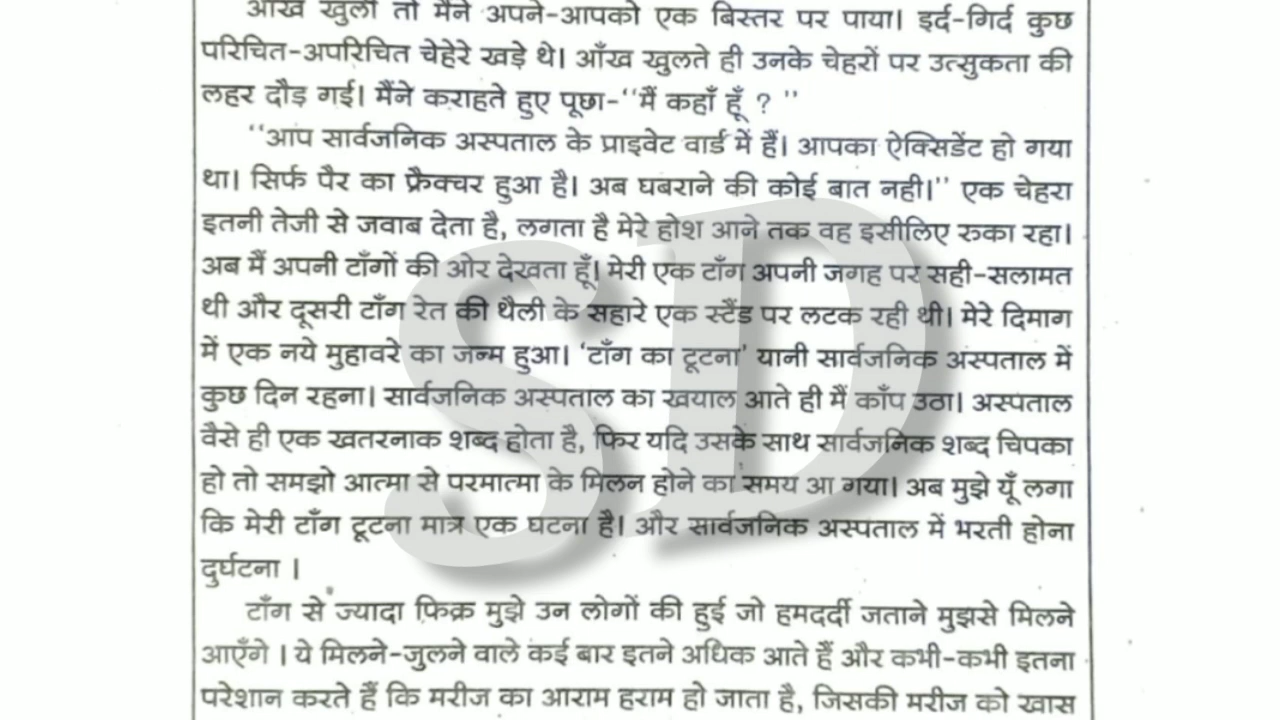 आँख खुली तो मैंने अपने-आपको एक बिस्तर पर पाया। इर्द-गिर्द कुछ
परिचित-अपरिचित चेहेरे खड़े थे। आँख खुलते ही उनके चेहरों पर उत्सुकता की
लहर दौड़ गई। मैंने कराहते हुए पूछा-‘‘मैं कहाँ हूँ ? ’’
‘‘आप सार्वजनिक अस्पताल के प्राइवेट वार्ड में हैं। आपका ऐक्सिडेंट हो गया
था। सिर्फ पैर का फ्रैक्चर हुआ है। अब घबराने की कोई बात नही।’’ एक चेहरा
इतनी तेजी से जवाब देता है, लगता है मेरे होश आने तक वह इसीलिए रुका रहा।
अब मैं अपनी टाँगों की ओर देखता हूँ। मेरी एक टाँग अपनी जगह पर सही-सलामत
थी और दूसरी टाँग रेत की थैली के सहारे एक स्टैंड पर लटक रही थी। मेरे दिमाग
में एक नये मुहावरे का जन्म हुआ। ‘टाँग का टूटना’ यानी सार्वजनिक अस्पताल में
कुछ दिन रहना। सार्वजनिक अस्पताल का खयाल आते ही मैं काँप उठा। अस्पताल
वैसे ही एक खतरनाक शब्द होता है, फिर यदि उसके साथ सार्वजनिक शब्द चिपका
हो तो समझो आत्मा से परमात्मा के मिलन होने का समय आ गया। अब मुझे यूँ लगा
कि मेरी टाँग टूटना मात्र एक घटना है। और सार्वजनिक अस्पताल में भरती होना
दुर्घटना ।
टाँग से ज्यादा फ़िक्र मुझे उन लोगों की हुई जो हमदर्दी जताने मुझसे मिलने
आएँगे । ये मिलने-जुलने वाले कई बार इतने अधिक आते हैं और कभी-कभी इतना
परेशान करते हैं कि मरीज का आराम हराम हो जाता है, जिसकी मरीज को खास
SD